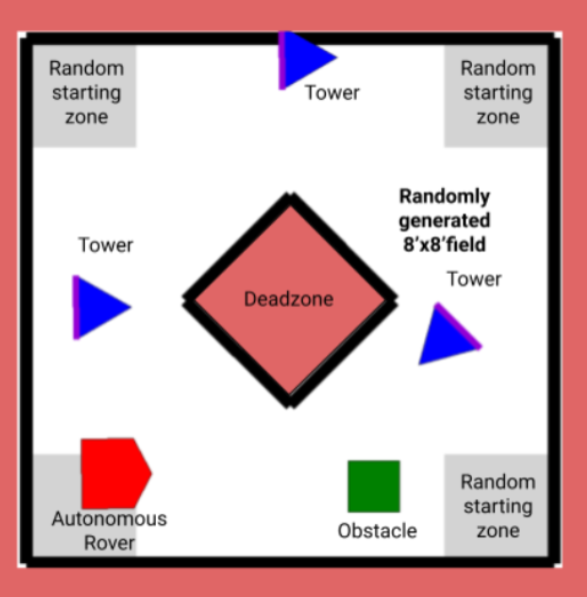 Random
starting
zone
Tower
Random
starting
zone
Randomly
generated
8'x8'field
Tower
Tower
Deadzone
Autonomous
Rover
Obstacle
Random
starting
zone